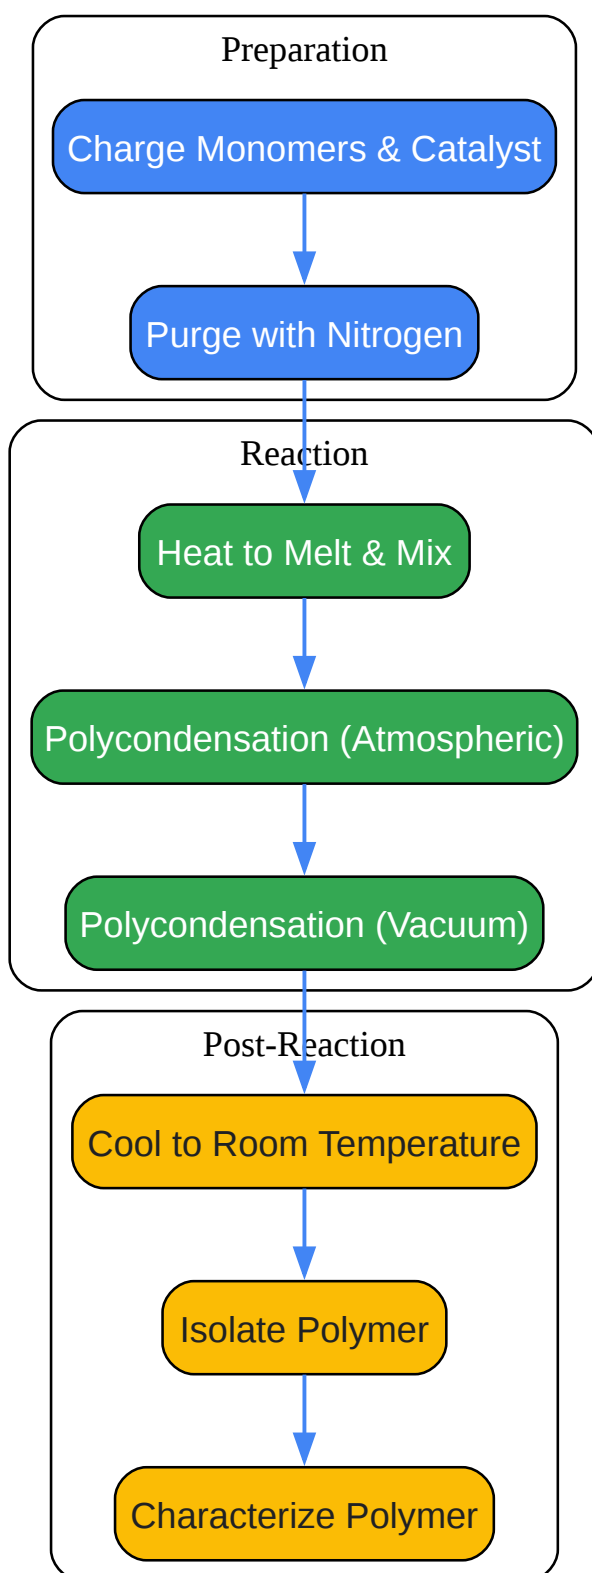 Preparation
Charge Monomers & Catalyst
Purge with Nitrogen
Reaction
Heat to Melt & Mix
Polycondensation (Atmospheric)
Polycondensation (Vacuum)
Post-Reaction
Cool to Room Temperature
Isolate Polymer
Characterize Polymer